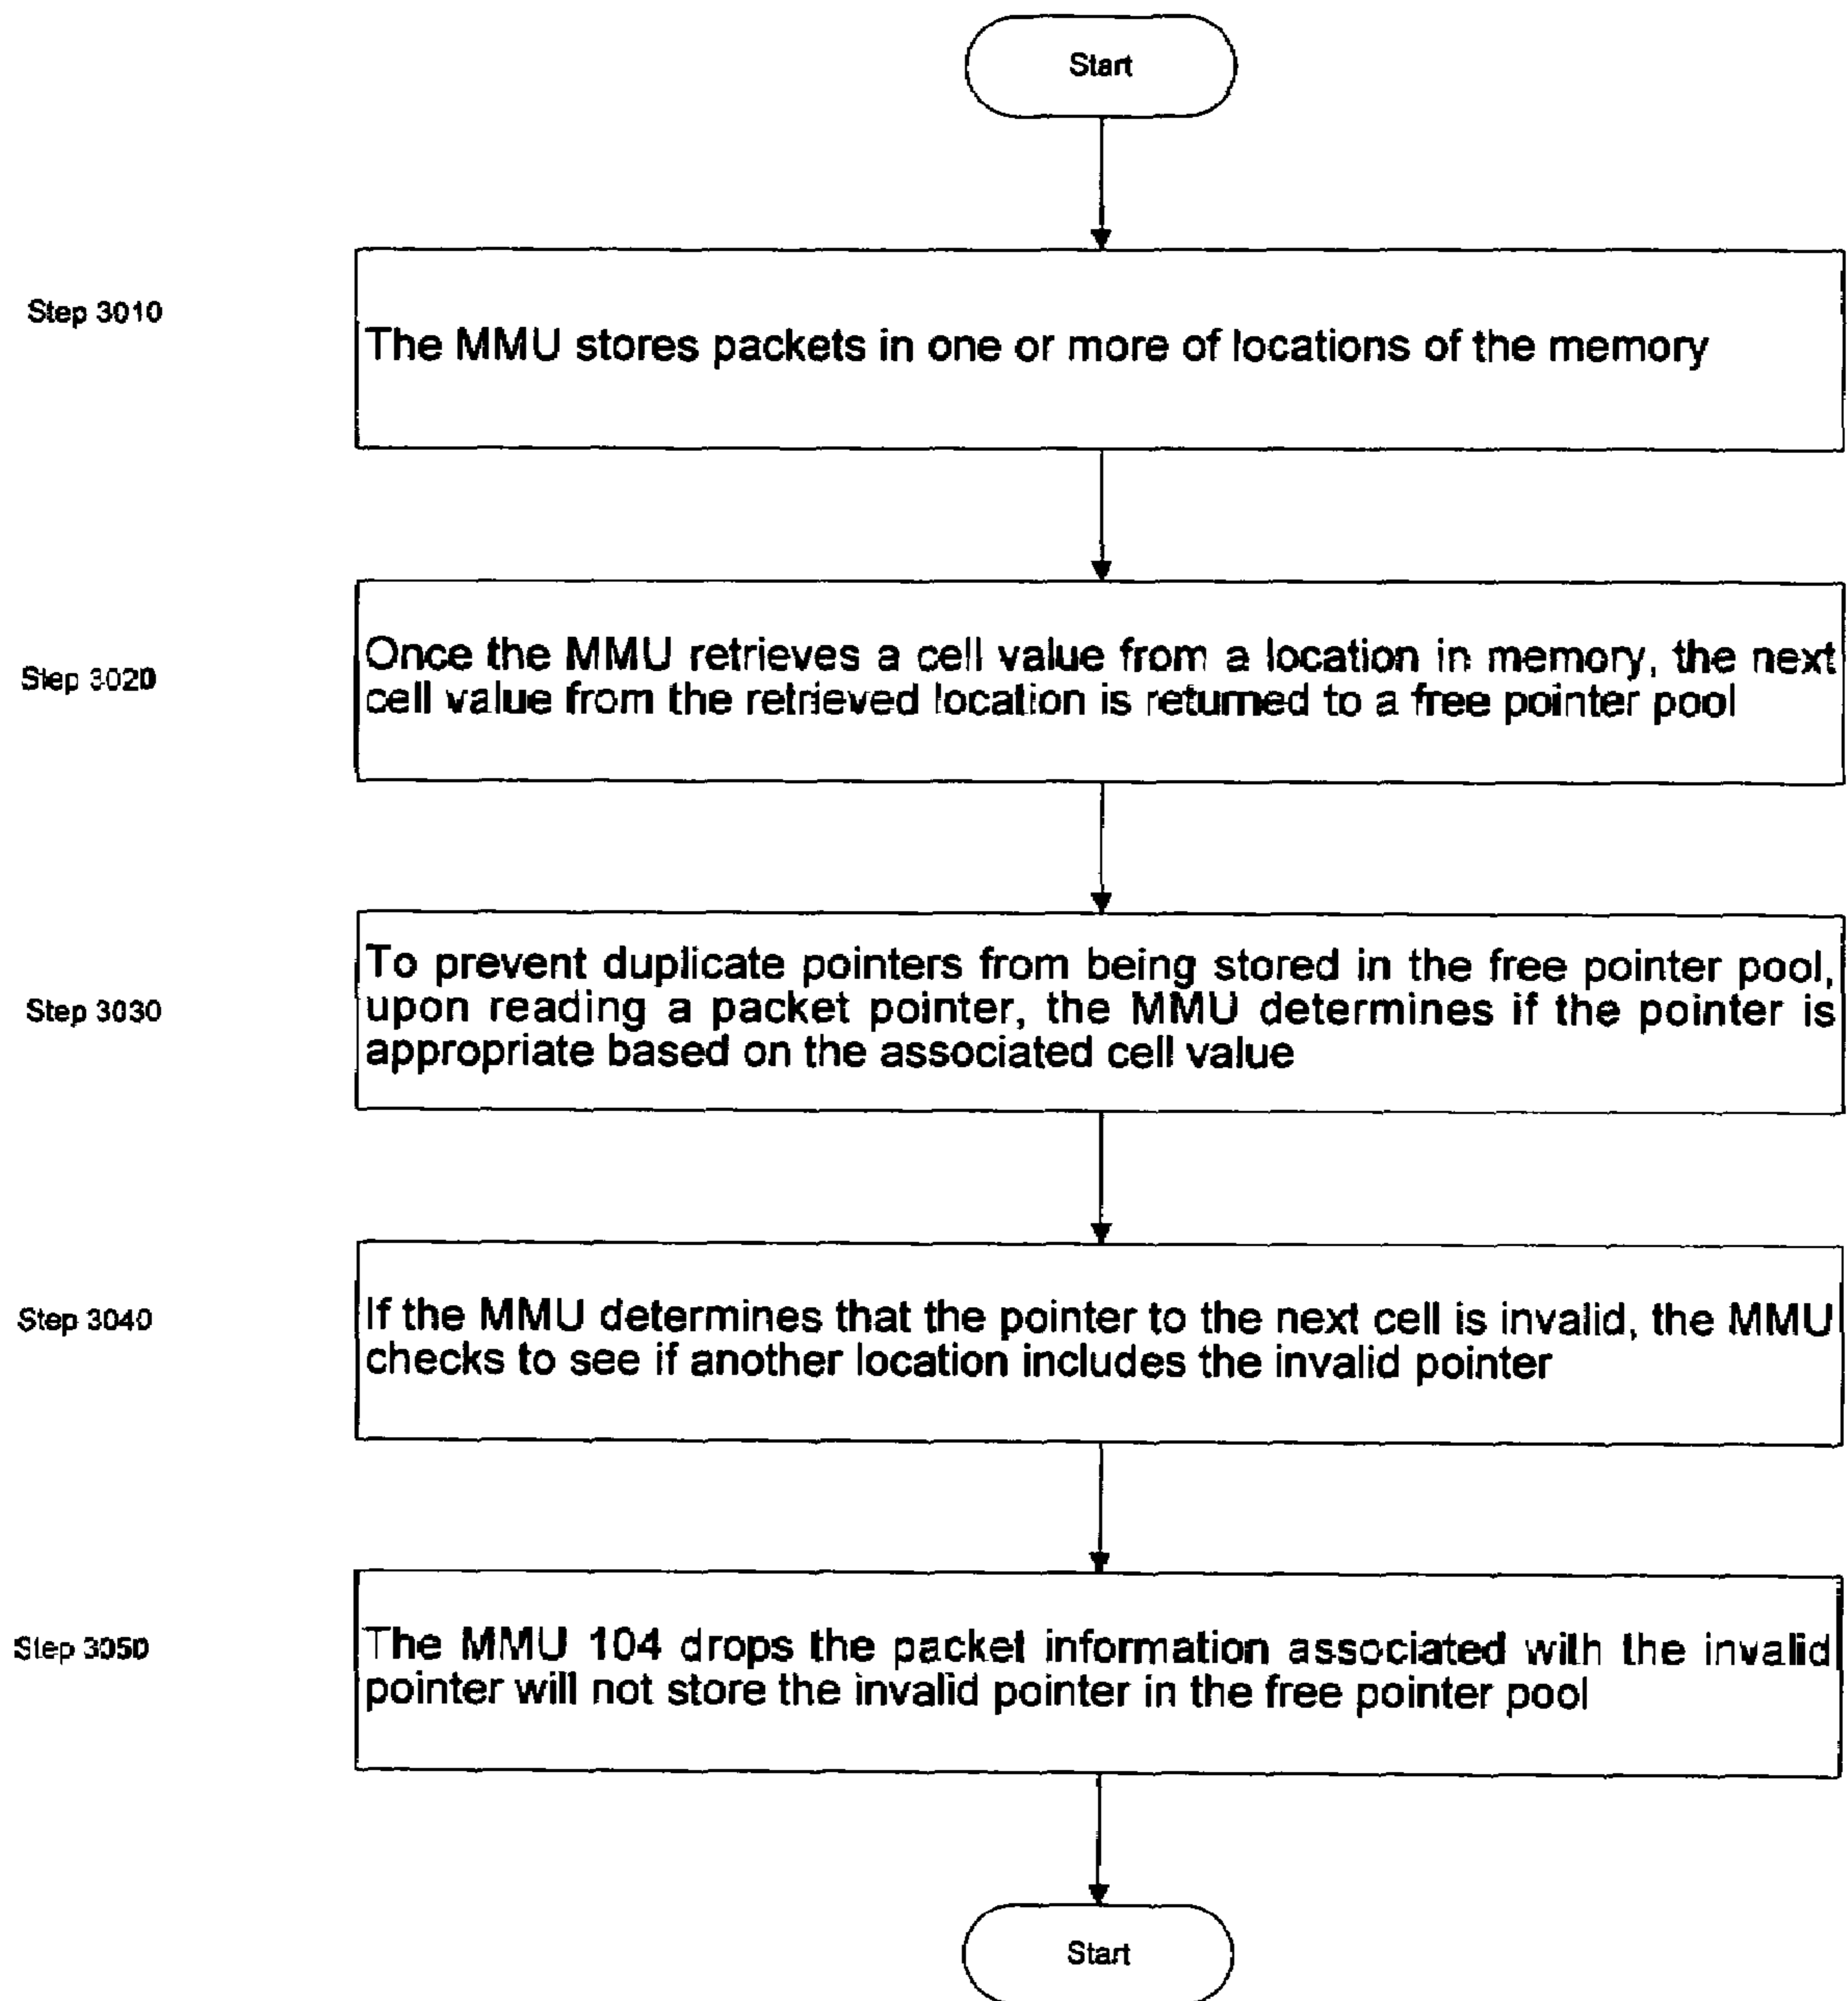 Start
Step 3010
The MMU stores packets in one or more of locations of the memory
Step 3020
Once the MMU retrieves a cell value from a location in memory, the next
cell value from the retrieved location is returned to a free pointer pool
Step 3030
To prevent duplicate pointers from being stored in the free pointer pool,
upon reading a packet pointer, the MMU determines if the pointer is
appropriate based on the associated cell value
Step 3040
If the MMU determines that the pointer to the next cell is invalid, the MMU
checks to see if another location includes the invalid pointer
Step 3050
The MMU 104 drops the packet information associated with the invalid
pointer will not store the invalid pointer in the free pointer pool
Start